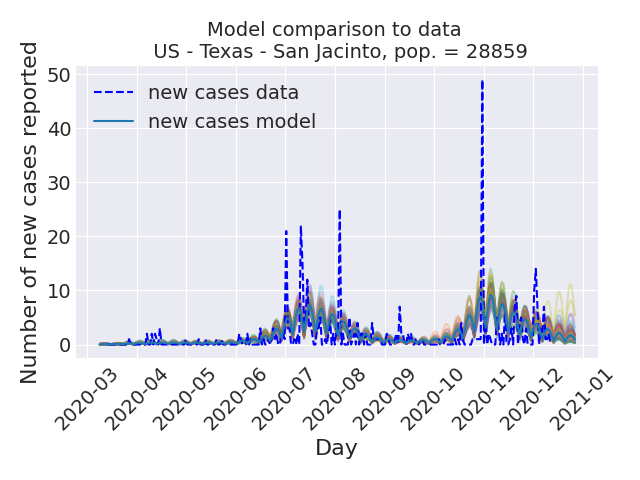 Model comparison to data
US - Texas - San Jacinto, pop. = 28859
Number of new cases reported
50
40
30
20
10
0
new cases data
new cases model
2020-03
2020-04
2020-05
2020-06
2020-07
2020-08
2020-09
2020-10
2020-11
2020-12
2021-01
Day